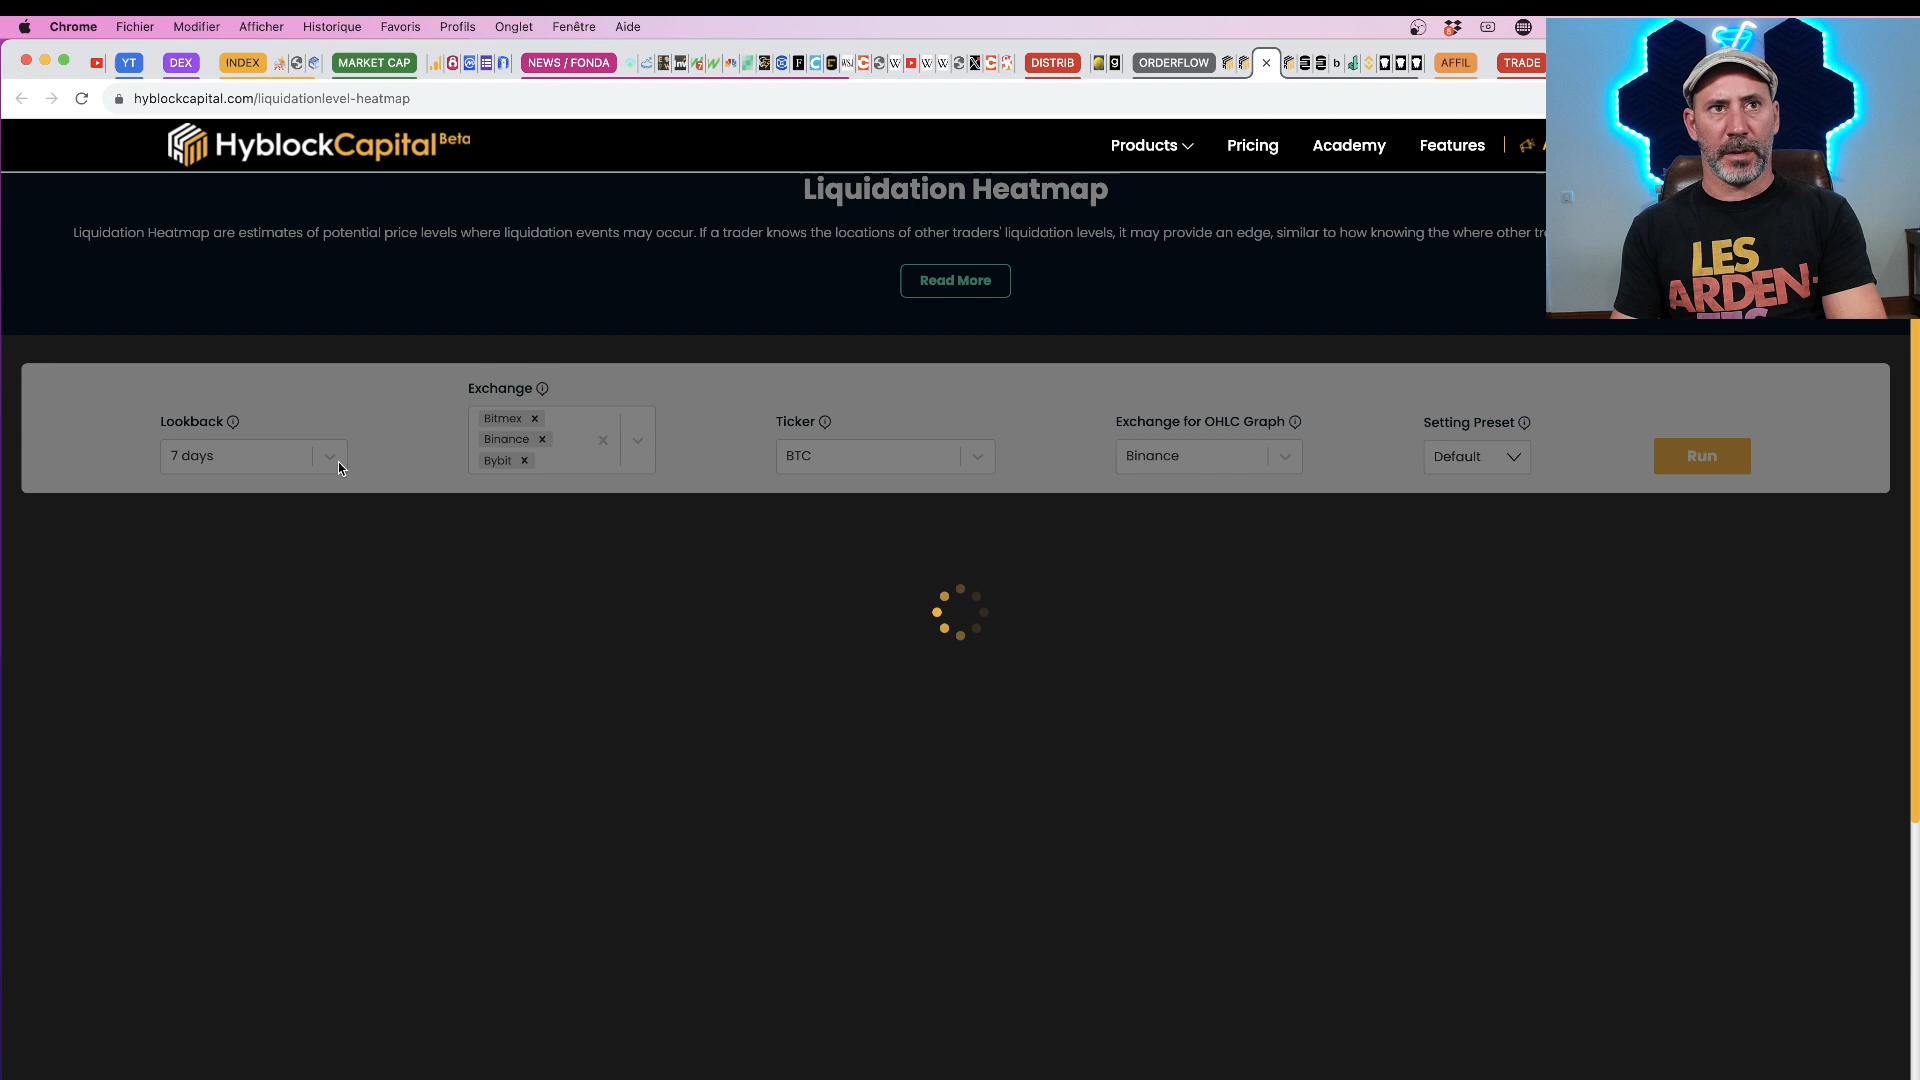 Chrome Fichier Modifier Afficher Historique Favoris Profils Onglet Fenêtre Aide
YT DEX INDEX MARKET CAP NEWS / FONDA DISTRIB ORDERFLOW AFFIL TRADE
hyblockcapital.com/liquidationlevel-heatmap
HyblockCapital Beta
Products Pricing Academy Features
Liquidation Heatmap
Liquidation Heatmap are estimates of potential price levels where liquidation events may occur. If a trader knows the locations of other traders' liquidation levels, it may provide an edge, similar to how knowing the where other tr
Read More
LES
ARDEN
Exchange
Bitmex
Lookback Ticker Exchange for OHLC Graph Setting Preset
Binance
7 days BTC Binance Default Run
Bybit